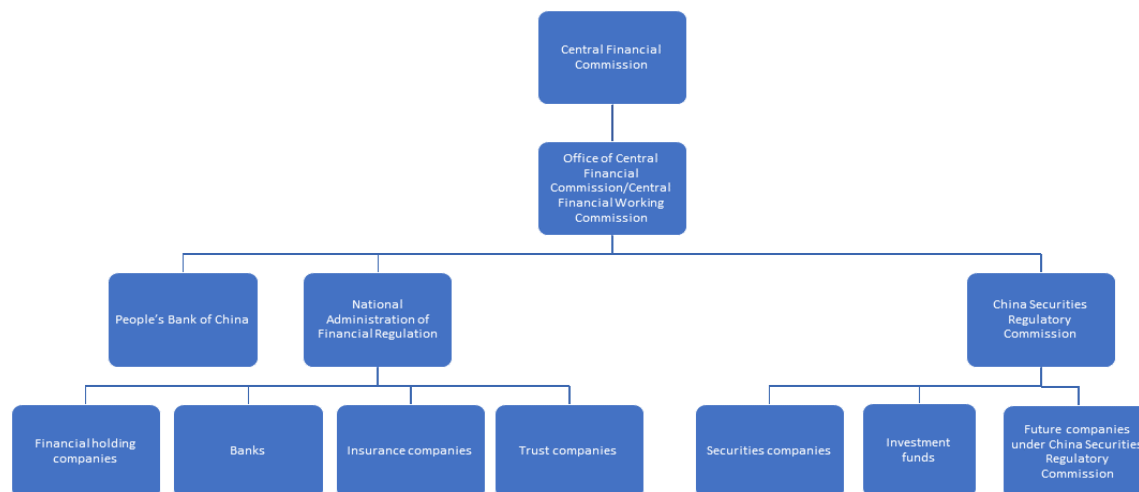 Central Financial
Commission
Office of Central
Financial
Commission/Central
Financial Working
Commission
People's Bank of China
National
Administration of
Financial Regulation
China Securities
Regulatory
Commission
Financial holding
companies
Banks
Insurance companies
Trust companies
Securities companies
Investment
funds
Future companies
under China Securities
Regulatory
Commission